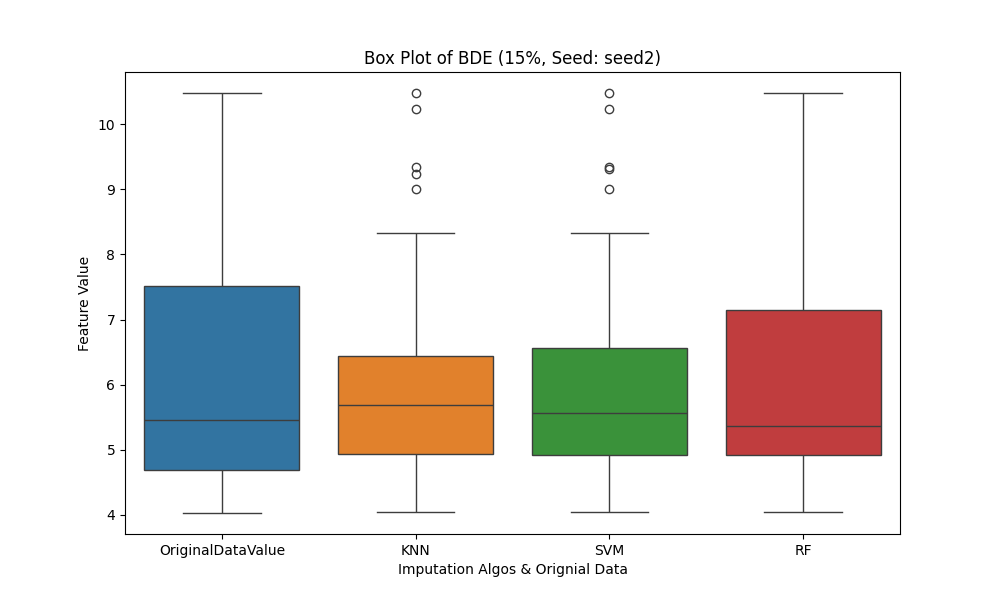 Box Plot of BDE (15%, Seed: seed2)
Feature Value
10
9
8
7
6
5
4
OriginalDataValue KNN SVM RF
Imputation Algos & Orignial Data